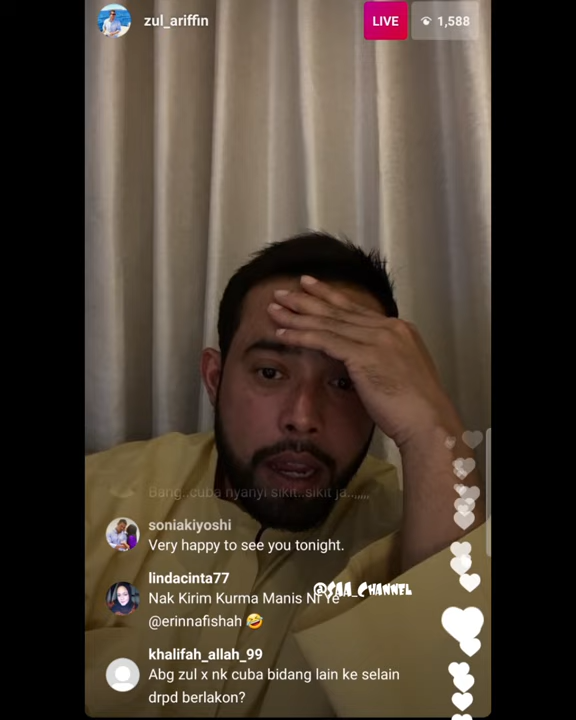 zul_ariffin
LIVE
1,588
Bang..cuba nyanyi sikit..sikit ja..,,,,,
soniakiyoshi
Very happy to see you tonight.
lindacinta77
Nak Kirim Kurma Manis Ni Ye
@SAA_CHANNEL
@erinnafishah 🤣
khalifah_allah_99
Abg zul x nk cuba bidang lain ke selain
drpd berlakon?